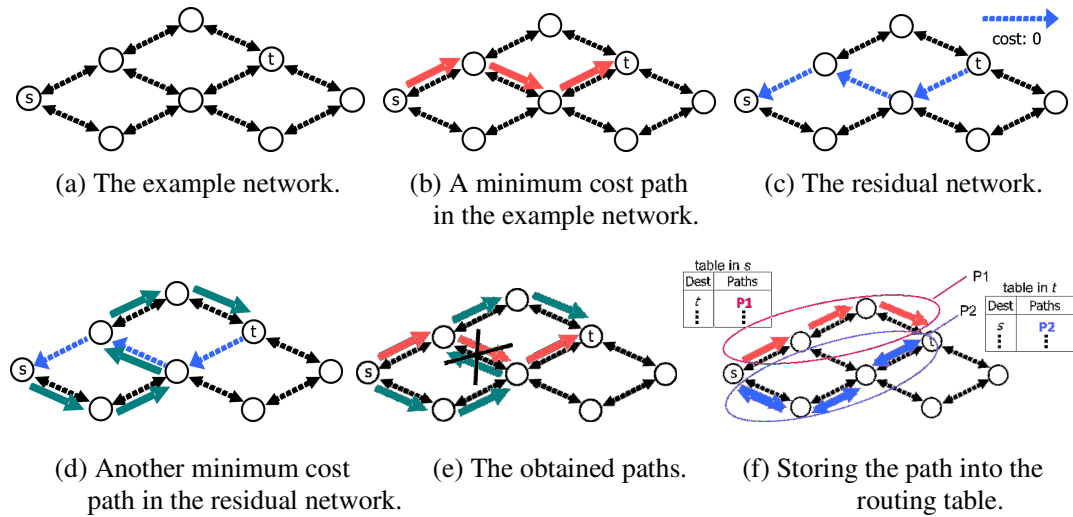 s
t
(a) The example network.
s
t
(b) A minimum cost path
in the example network.
s
t
cost: 0
(c) The residual network.
s
t
(d) Another minimum cost
path in the residual network.
s
t
(e) The obtained paths.
table in s
Dest Paths
t P1
P1
P2
table in t
Dest Paths
s P2
s
t
(f) Storing the path into the
routing table.